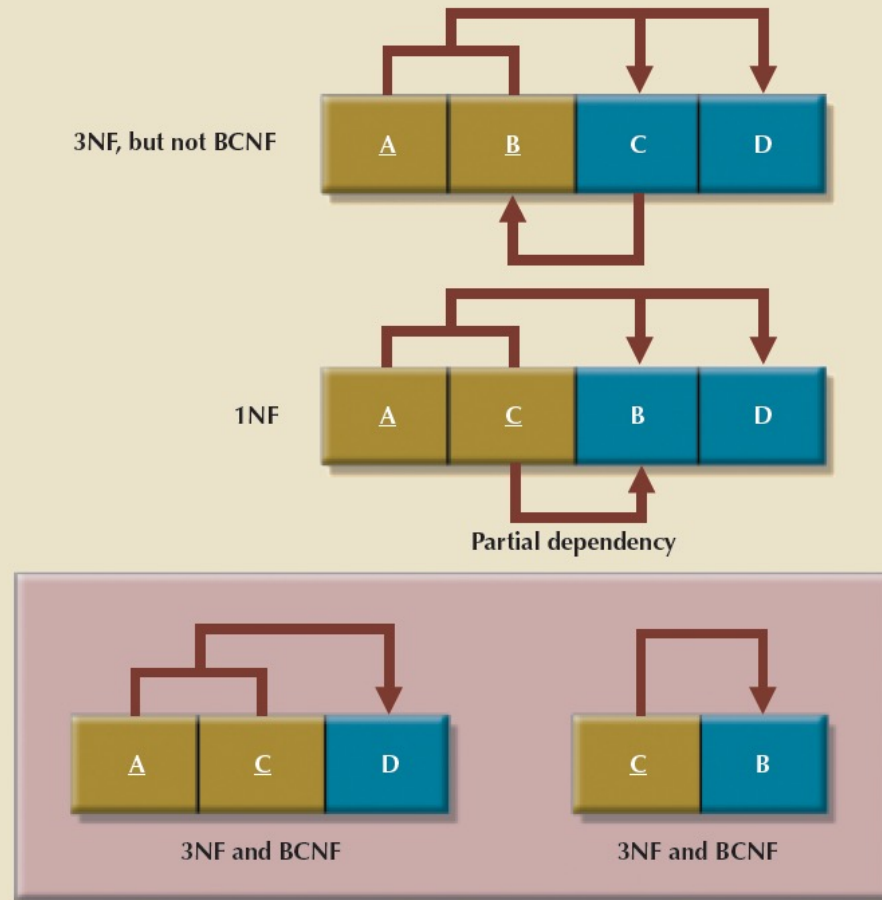 3NF, but not BCNF
A B C D
1NF
A C B D
Partial dependency
A C D
C B
3NF and BCNF
3NF and BCNF